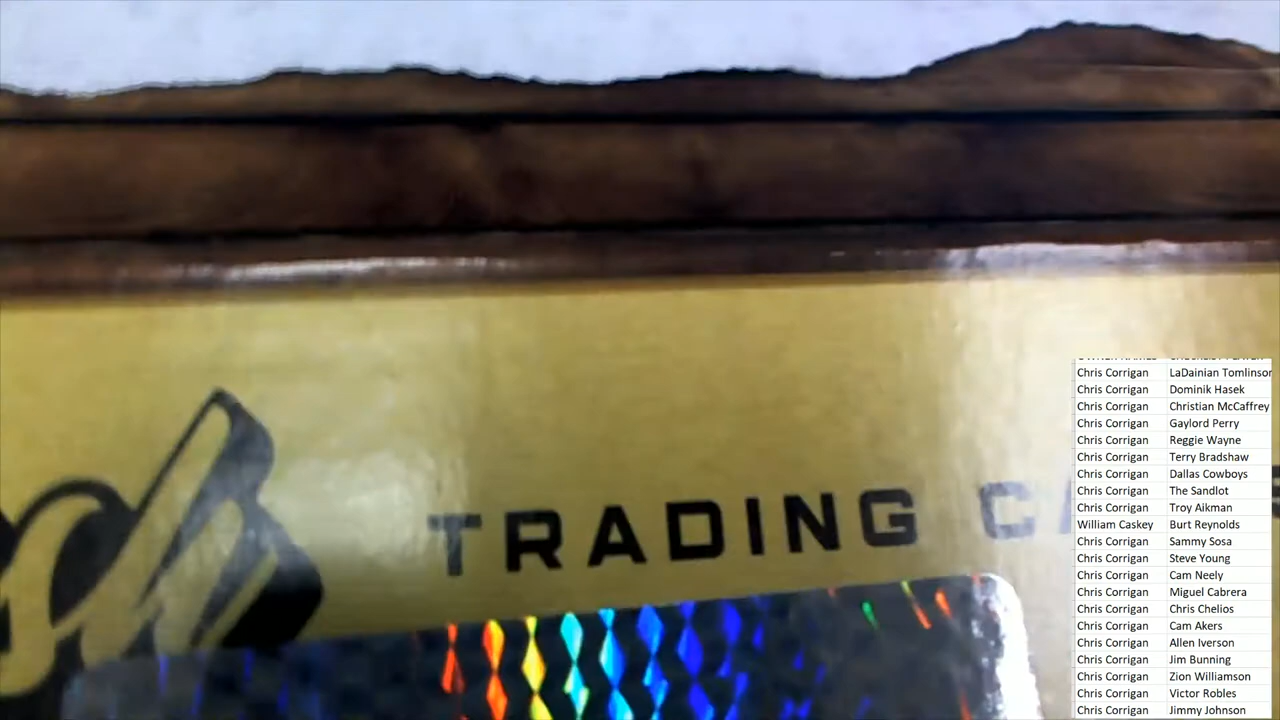 TRADING
Chris Corrigan LaDainian Tomlinson
Chris Corrigan Dominik Hasek
Chris Corrigan Christian McCaffrey
Chris Corrigan Gaylord Perry
Chris Corrigan Reggie Wayne
Chris Corrigan Terry Bradshaw
Chris Corrigan Dallas Cowboys
Chris Corrigan The Sandlot
Chris Corrigan Troy Aikman
William Caskey Burt Reynolds
Chris Corrigan Sammy Sosa
Chris Corrigan Steve Young
Chris Corrigan Cam Neely
Chris Corrigan Miguel Cabrera
Chris Corrigan Chris Chelios
Chris Corrigan Cam Akers
Chris Corrigan Allen Iverson
Chris Corrigan Jim Bunning
Chris Corrigan Zion Williamson
Chris Corrigan Victor Robles
Chris Corrigan Jimmy Johnson